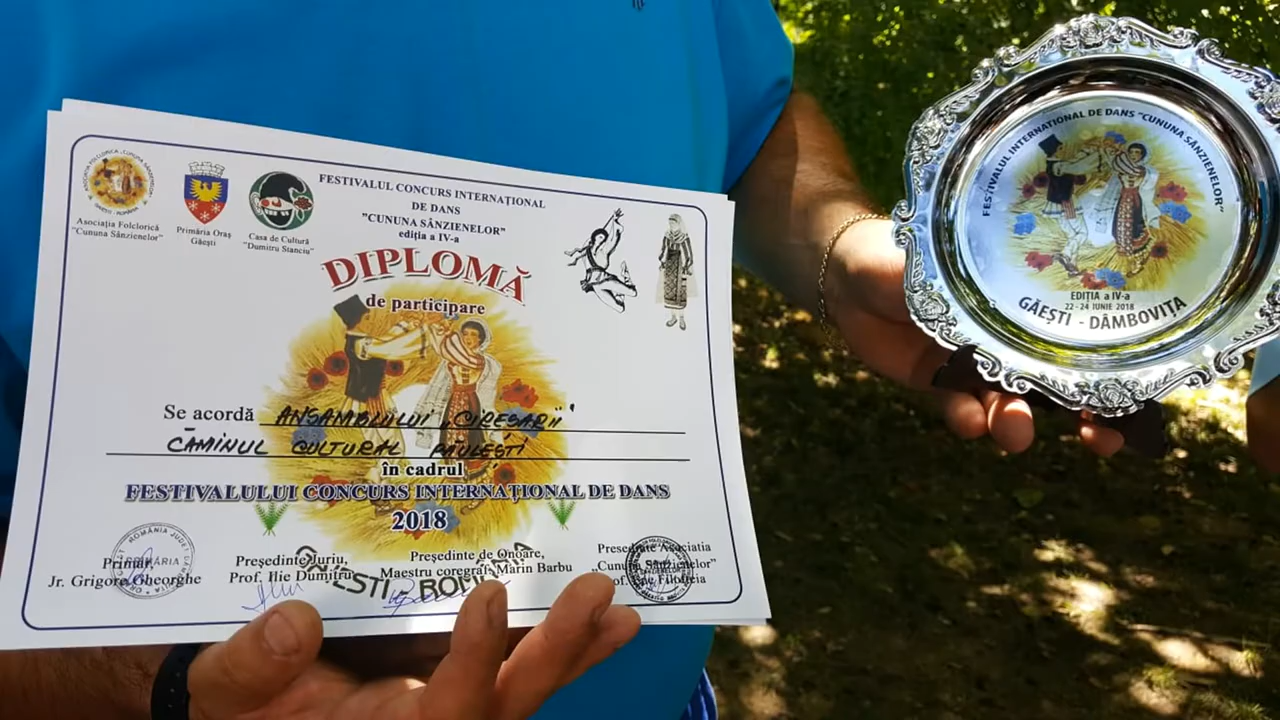 Asociația Folclorică
"Cununa Sânzienelor"
Primăria Oraș
Găești
Casa de Cultură
"Dumitru Stanciu"
FESTIVALUL CONCURS INTERNAȚIONAL
DE DANS
"CUNUNA SÂNZIENELOR"
ediția a IV-a
DIPLOMĂ
de participare
Se acordă ANSAMBLULUI „CIREȘARII"
CĂMINUL CULTURAL PĂULEȘTI
în cadrul
FESTIVALULUI CONCURS INTERNAȚIONAL DE DANS
2018
Primar,
Jr. Grigore Gheorghe
Președinte Juriu,
Prof. Ilie Dumitru
Președinte de Onoare,
Maestru coregraf, Marin Barbu
Președinte Asociatia
„Cununa Sânzienelor"
FESTIVALUL INTERNATIONAL DE DANS "CUNUNA SÂNZIENELOR"
EDIȚIA a IV-a
22 - 24 IUNIE 2018
GĂEȘTI - DÂMBOVIȚA